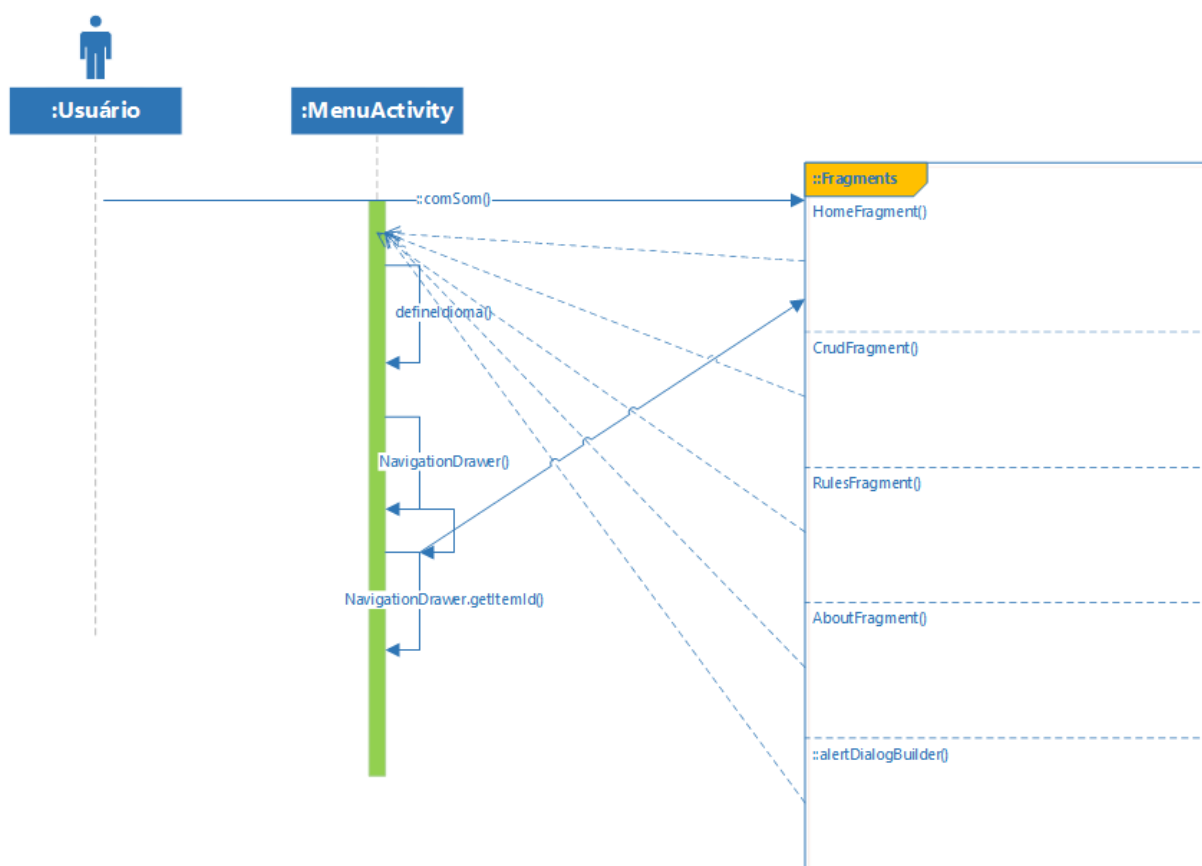 :Usuário
:MenuActivity
::Fragments
::comSom()
HomeFragment()
defineIdioma()
CrudFragment()
NavigationDrawer()
RulesFragment()
NavigationDrawer.getItemId()
AboutFragment()
::alertDialogBuilder()